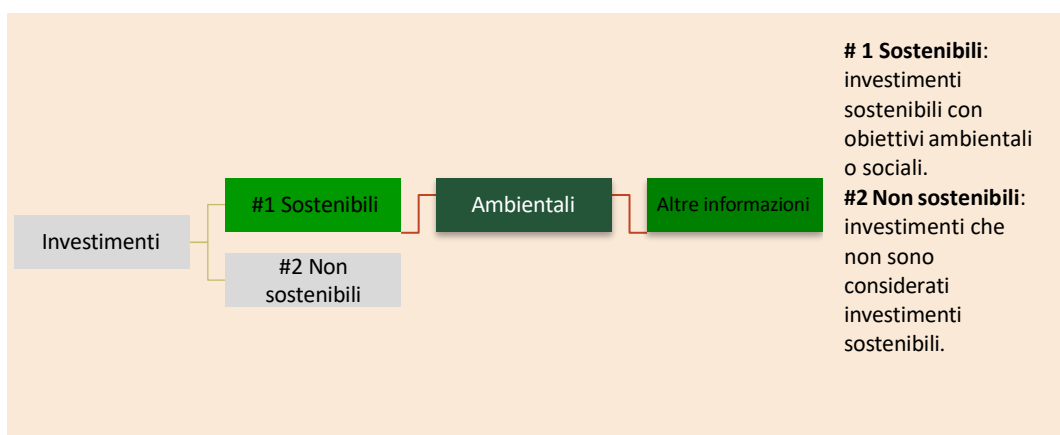 Investimenti
#1 Sostenibili
#2 Non
sostenibili
Ambientali
Altre informazioni
# 1 Sostenibili:
investimenti
sostenibili con
obiettivi ambientali
o sociali.
#2 Non sostenibili:
investimenti che
non sono
considerati
investimenti
sostenibili.